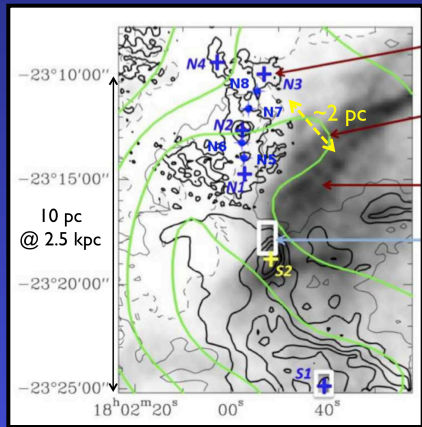 N4
−23°10'00"
N8
N3
~2 pc
N7
N2
N6
N5
−23°15'00"
N1
10 pc
@ 2.5 kpc
−23°20'00"
S2
S1
−23°25'00"
18ʰ02ᵐ20ˢ
00ˢ
40ˢ